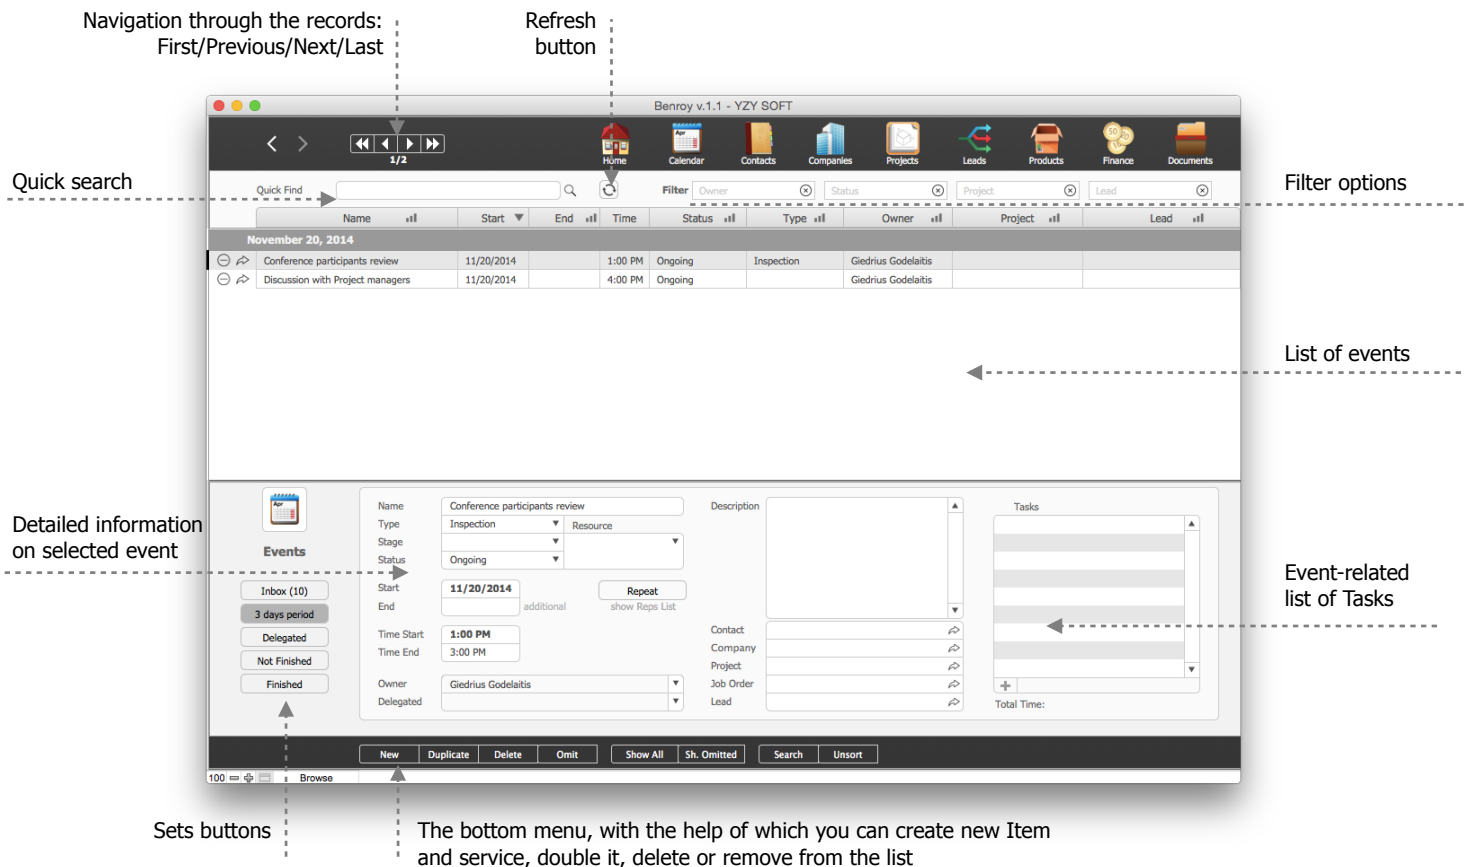 Navigation through the records:
First/Previous/Next/Last
Refresh
button
Benroy v.1.1 - YZY SOFT
1/2
Home
Apr
Calendar
Contacts
Companies
Projects
Leads
Products
50 20
Finance
Documents
Quick search
Quick Find
Filter
Owner
Status
Project
Lead
Filter options
Name Start End Time Status Type Owner Project Lead
November 20, 2014
Conference participants review 11/20/2014 1:00 PM Ongoing Inspection Giedrius Godelaitis
Discussion with Project managers 11/20/2014 4:00 PM Ongoing Giedrius Godelaitis
List of events
Detailed information
on selected event
Apr
Events
Inbox (10)
3 days period
Delegated
Not Finished
Finished
Name Conference participants review
Type Inspection Resource
Stage
Status Ongoing
Start 11/20/2014 Repeat
End additional show Reps List
Time Start 1:00 PM
Time End 3:00 PM
Owner Giedrius Godelaitis
Delegated
Description
Contact
Company
Project
Job Order
Lead
Tasks
Total Time:
Event-related
list of Tasks
New Duplicate Delete Omit Show All Sh. Omitted Search Unsort
100 Browse
Sets buttons
The bottom menu, with the help of which you can create new Item
and service, double it, delete or remove from the list